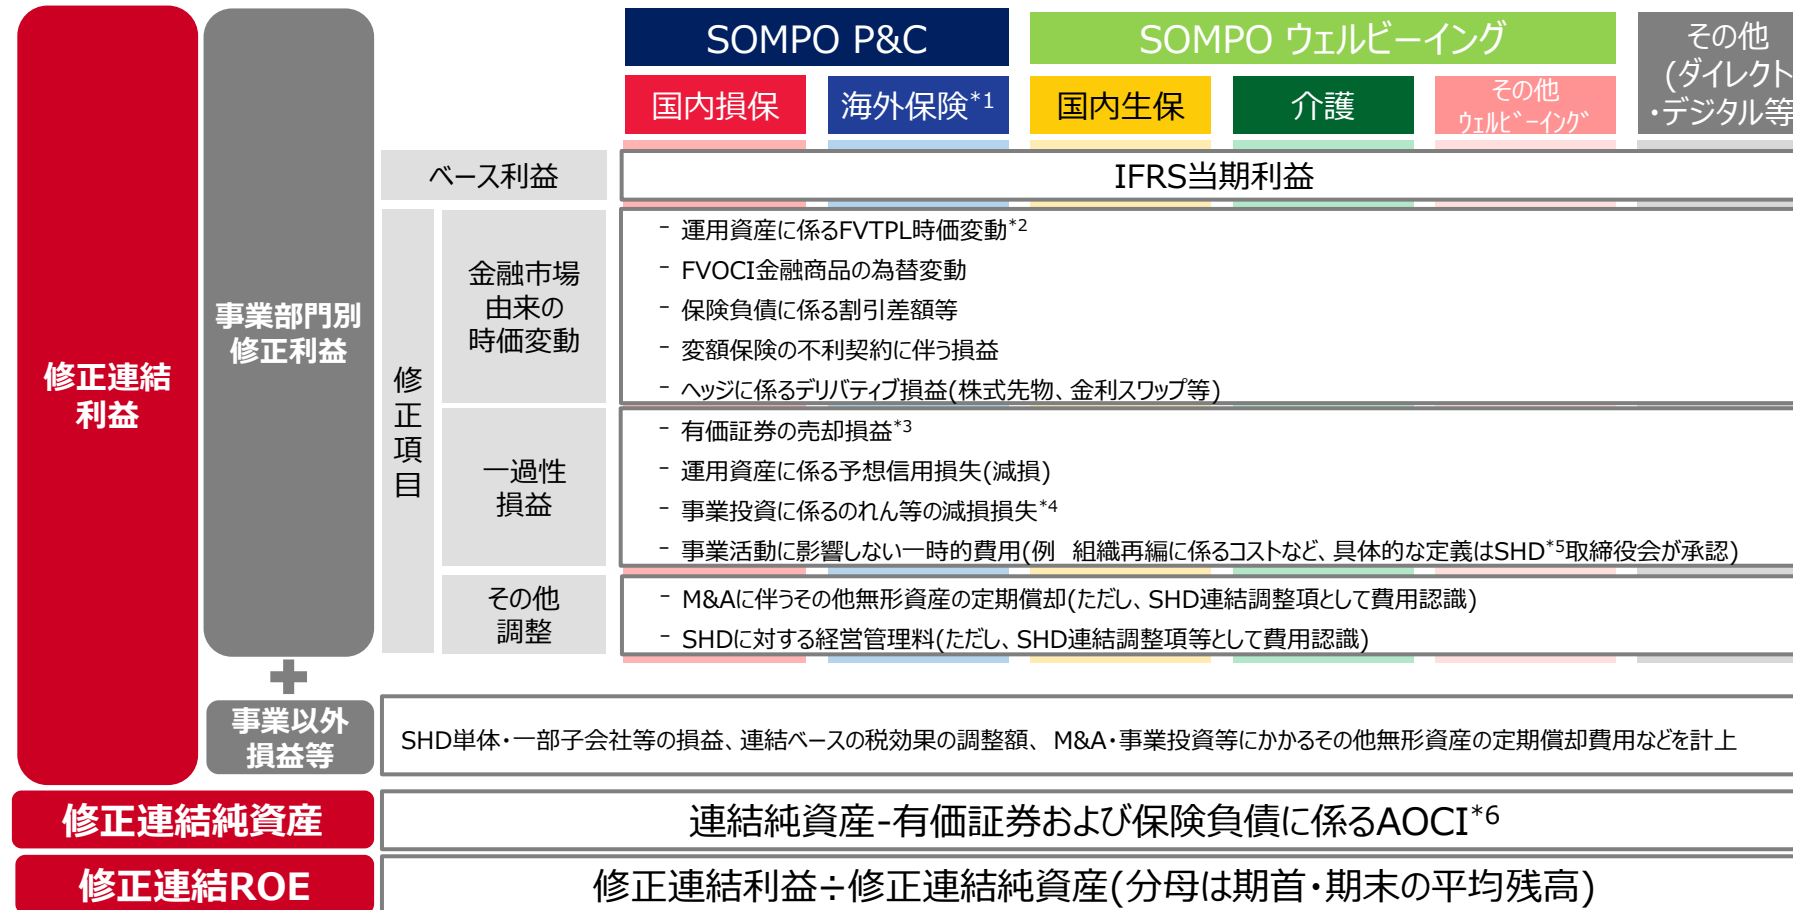 SOMPO P&C
SOMPO ウェルビーイング
その他
(ダイレクト
・デジタル等
国内損保
海外保険*1
国内生保
介護
その他
ウェルビーイング
ベース利益
IFRS当期利益
修正連結
利益
事業部門別
修正利益
修正項目
金融市場
由来の
時価変動
- 運用資産に係るFVTPL時価変動*2
- FVOCI金融商品の為替変動
- 保険負債に係る割引差額等
- 変額保険の不利契約に伴う損益
- ヘッジに係るデリバティブ損益(株式先物、金利スワップ等)
一過性
損益
- 有価証券の売却損益*3
- 運用資産に係る予想信用損失(減損)
- 事業投資に係るのれん等の減損損失*4
- 事業活動に影響しない一時的費用(例 組織再編に係るコストなど、具体的な定義はSHD*5取締役会が承認)
その他
調整
- M&Aに伴うその他無形資産の定期償却(ただし、SHD連結調整項として費用認識)
- SHDに対する経営管理料(ただし、SHD連結調整項等として費用認識)
+
事業以外
損益等
SHD単体・一部子会社等の損益、連結ベースの税効果の調整額、M&A・事業投資等にかかるその他無形資産の定期償却費用などを計上
修正連結純資産
連結純資産-有価証券および保険負債に係るAOCI*6
修正連結ROE
修正連結利益÷修正連結純資産(分母は期首・期末の平均残高)